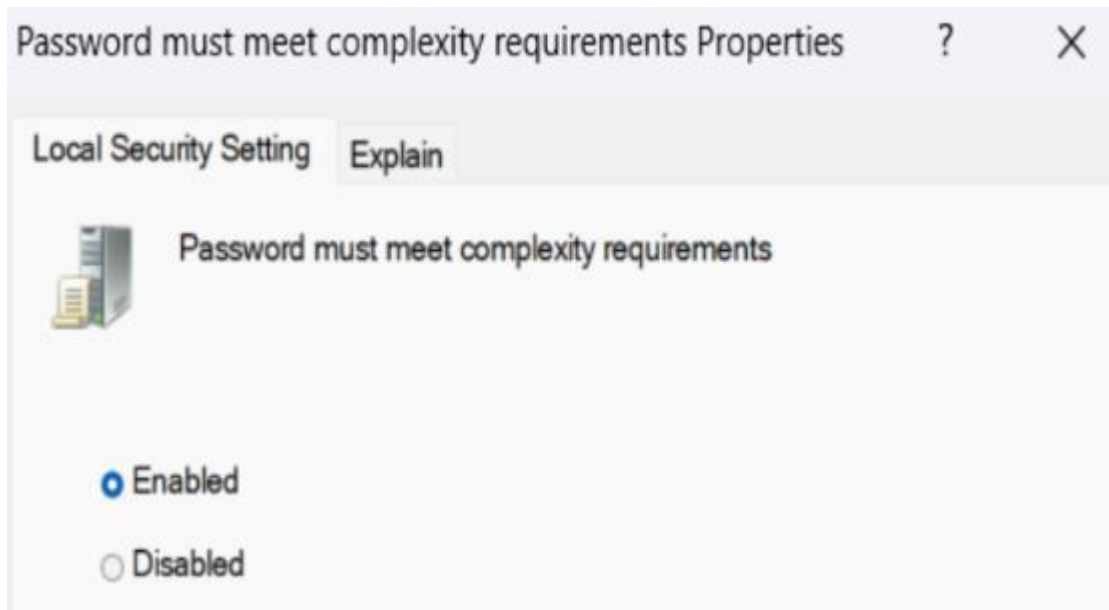 Password must meet complexity requirements Properties ? X
Local Security Setting Explain
Password must meet complexity requirements
Enabled
Disabled